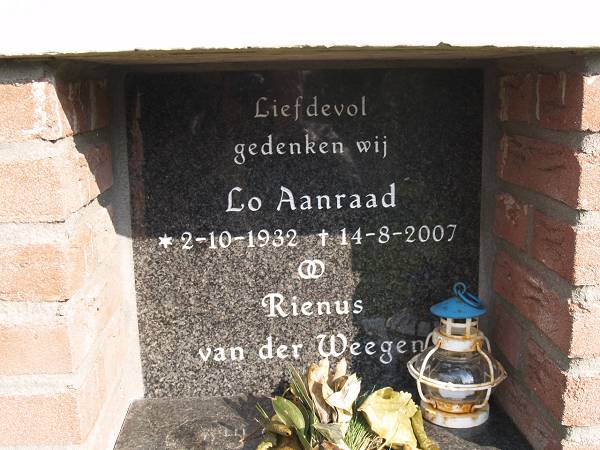 Liefdevol
gedenken wij
Lo Aanraad
* 2-10-1932 † 14-8-2007
Rienus
van der Weegen